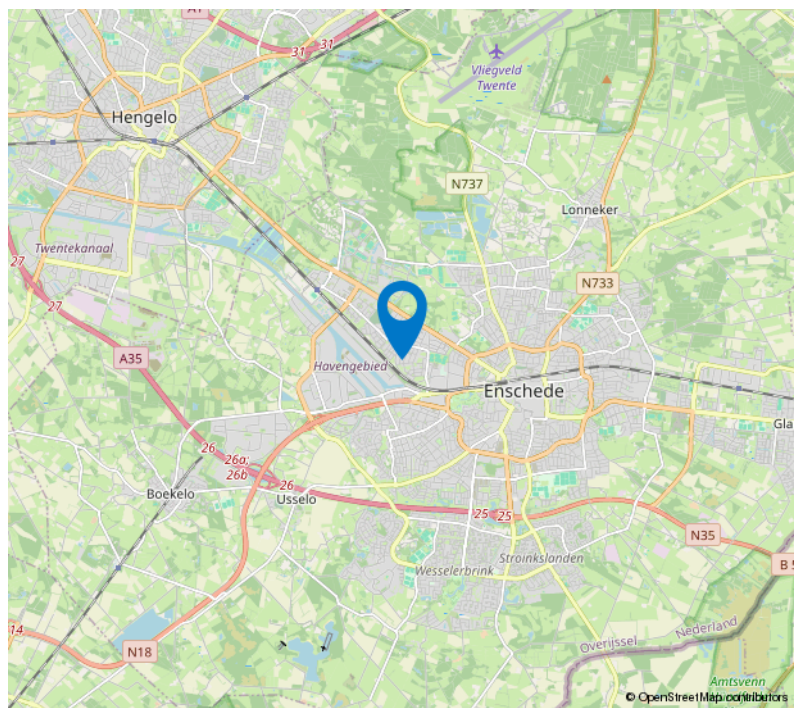 A1
31
31
Vliegveld
Twente
Hengelo
N737
Lonneker
Twentekanaal
27
27
N733
A35
Havengebied
Enschede
Gla
26
26a;
26b
26
Boekelo
Usselo
25
25
N35
Wesselerbrink
Stroinkslanden
B 5
Nederland
Overijssel
14
N18
Amtsvenn
© OpenStreetMap contributors